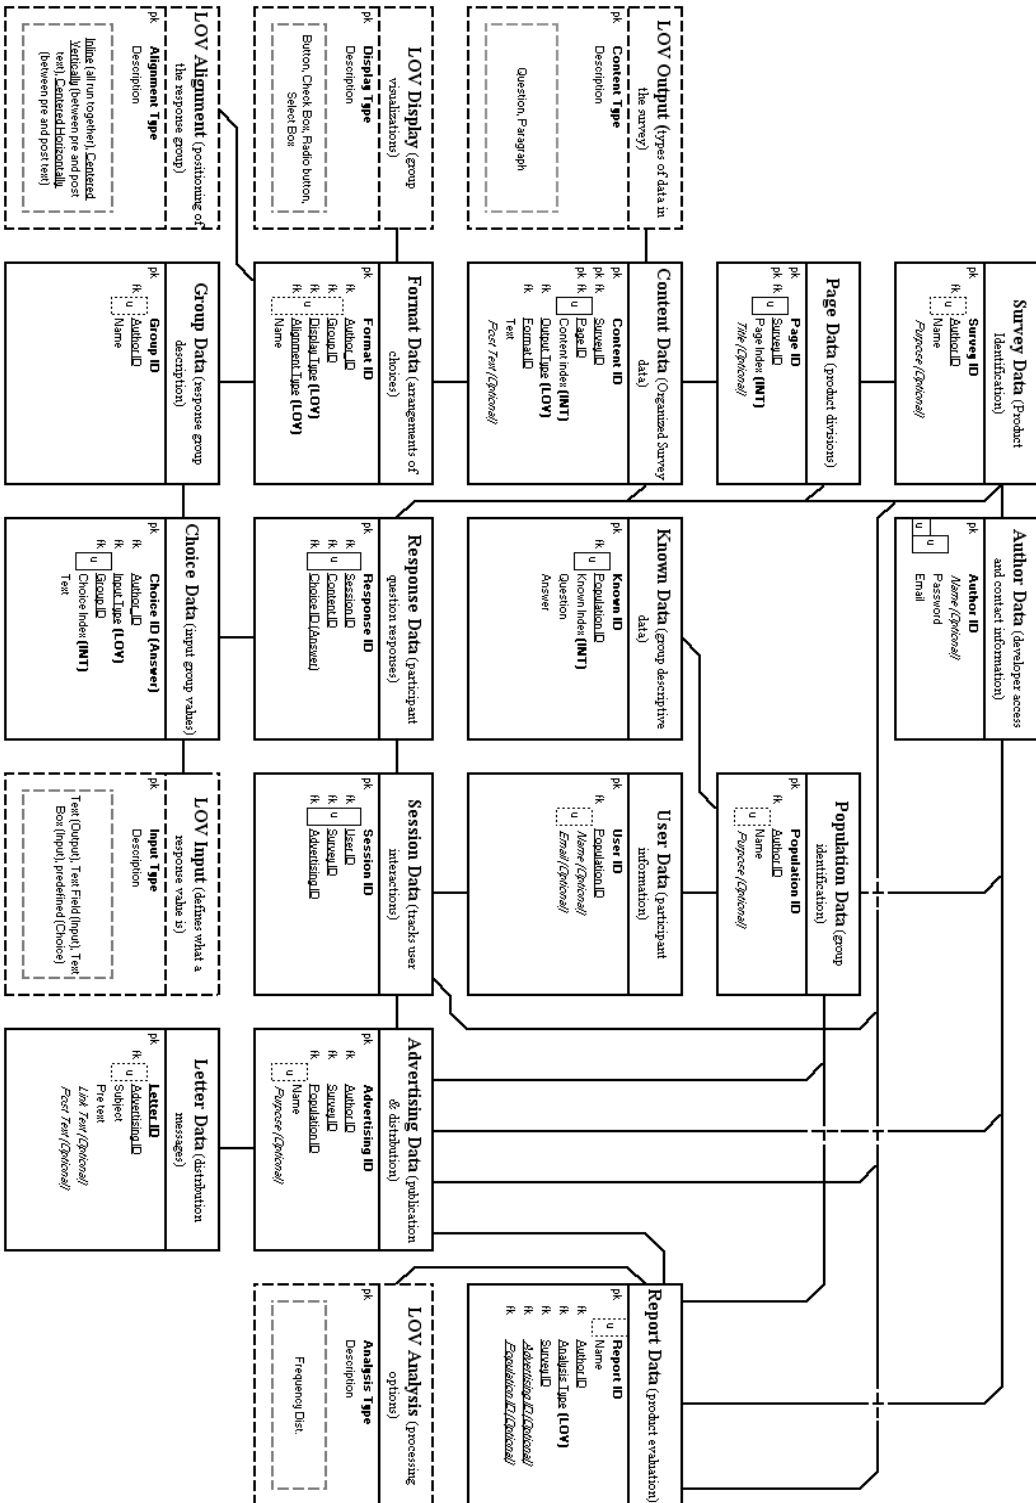 Survey Data (Product
Identification)
pk Survey ID
fk Author ID
u Name
Purpose (Optional)
Author Data (developer access
and contact information)
pk Author ID
Name (Optional)
u Password
u Email
Page Data (product divisions)
pk Page ID
pk fk Survey ID
u Page Index (INT)
Title (Optional)
Population Data (group
identification)
pk Population ID
fk Author ID
u Name
Purpose (Optional)
LOV Output (types of data in
the survey)
pk Content Type
Description
Question, Paragraph
Content Data (Organized Survey
data)
pk Content ID
pk fk Survey ID
pk fk Page ID
u Content index (INT)
fk Output Type (LOV)
fk Format ID
Text
Post Text (Optional)
Known Data (group descriptive
data)
pk Known ID
fk Population ID
u Known Index (INT)
Question
Answer
User Data (participant
information)
pk User ID
fk Population ID
u Name (Optional)
Email (Optional)
Report Data (product evaluation)
pk Report ID
u Name
fk Author ID
fk Analysis Type (LOV)
fk Survey ID
fk Advertising ID (Optional)
fk Population ID (Optional)
LOV Display (group
visualizations)
pk Display Type
Description
Button, Check Box, Radio button,
Select Box
Format Data (arrangements of
choices)
pk Format ID
fk Author_ID
fk Group ID
fk u Display Type (LOV)
fk Alignment Type (LOV)
Name
Response Data (participant
question responses)
pk Response ID
fk Session ID
fk u Content ID
fk Choice ID (Answer)
Session Data (tracks user
interactions)
pk Session ID
fk User ID
fk u Survey ID
fk Advertising ID
Advertising Data (publication
& distribution)
pk Advertising ID
fk Author ID
fk Survey ID
fk Population ID
u Name
Purpose (Optional)
LOV Analysis (processing
options)
pk Analysis Type
Description
Frequency Dist.
LOV Alignment (positioning of
the response group)
pk Alignment Type
Description
Inline (all run together), Centered
Vertically (between pre and post
text), Centered Horizontally
(between pre and post text)
Group Data (response group
description)
pk Group ID
fk Author ID
u Name
Choice Data (input group values)
pk Choice ID (Answer)
fk Author_ID
fk Input Type (LOV)
fk Group ID
u Choice Index (INT)
Text
LOV Input (defines what a
response value is)
pk Input Type
Description
Text (Output), Text Field (Input), Text
Box (Input), predefined (Choice)
Letter Data (distribution
messages)
pk Letter ID
fk Advertising ID
u Subject
Pre text
Link Text (Optional)
Post Text (Optional)